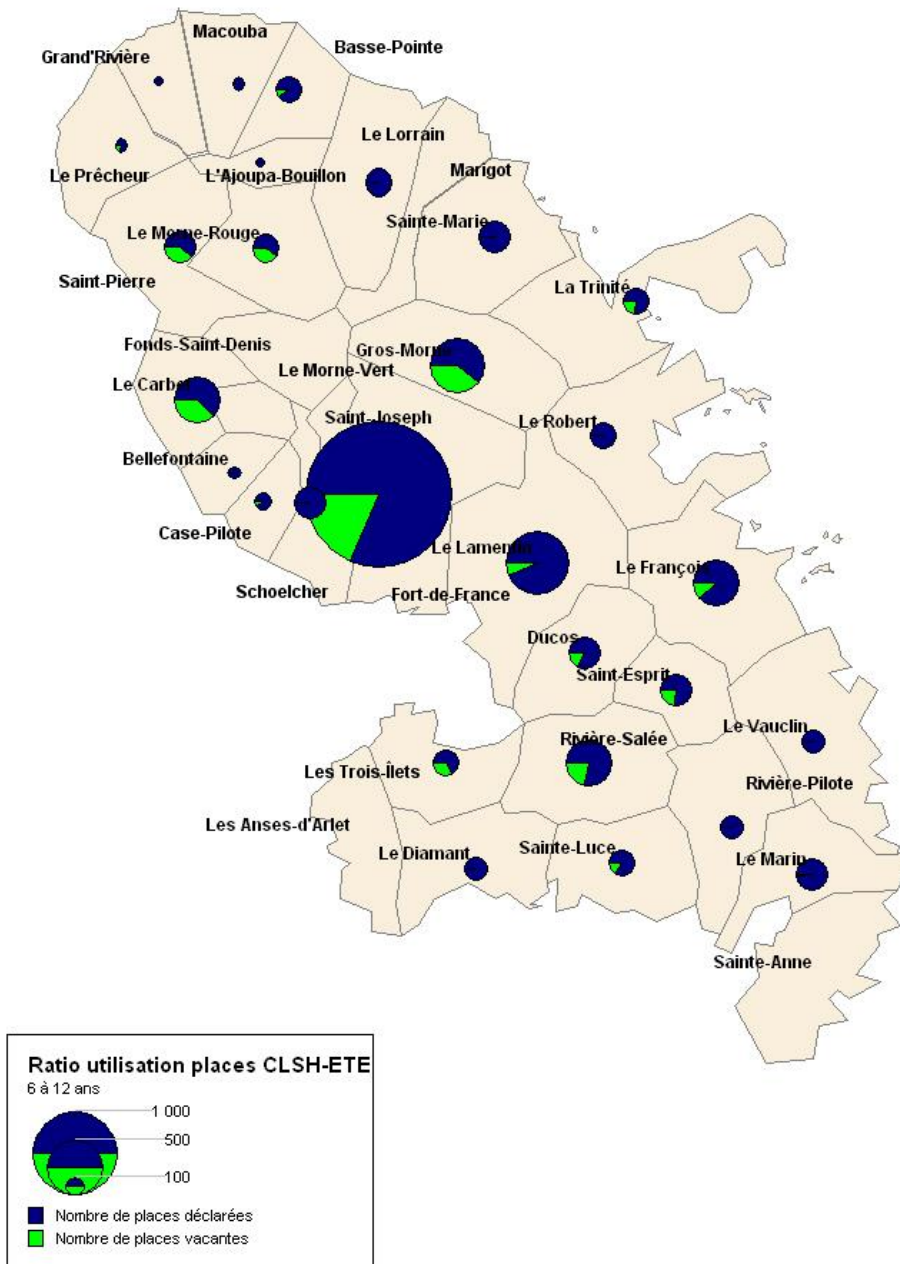 Macouba
Basse-Pointe
Grand'Rivière
Le Lorrain
Marigot
Le Prêcheur
L'Ajoupa-Bouillon
Sainte-Marie
Le Morne-Rouge
Saint-Pierre
La Trinité
Fonds-Saint-Denis
Gros-Morne
Le Morne-Vert
Le Carbet
Saint-Joseph
Le Robert
Bellefontaine
Case-Pilote
Le Lamentin
Le François
Schoelcher
Fort-de-France
Ducos
Saint-Esprit
Le Vauclin
Rivière-Salée
Les Trois-Îlets
Rivière-Pilote
Les Anses-d'Arlet
Le Diamant
Sainte-Luce
Le Marin
Sainte-Anne
Ratio utilisation places CLSH-ETE
6 à 12 ans
1 000
500
100
Nombre de places déclarées
Nombre de places vacantes